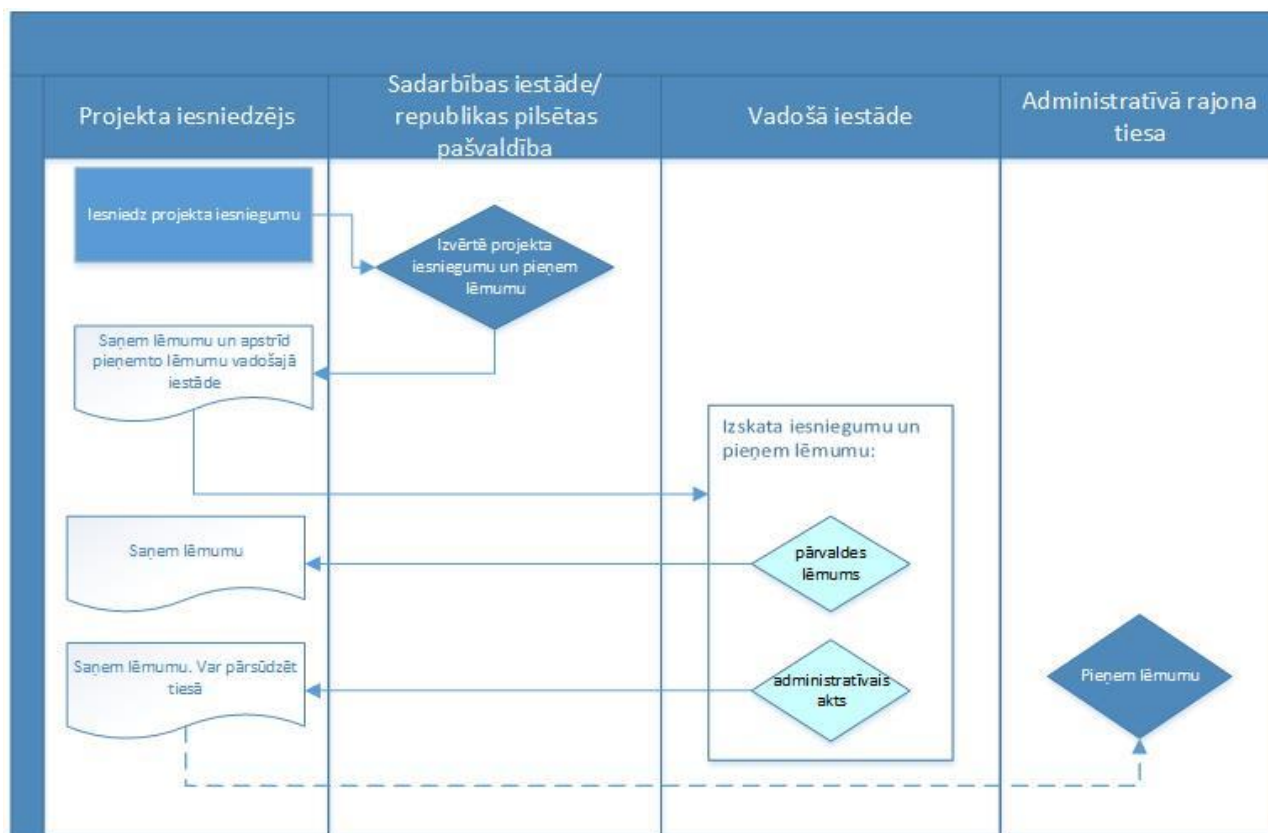 Projekta iesniedzējs
Sadarbības iestāde/
republikas pilsētas
pašvaldība
Vadošā iestāde
Administratīvā rajona
tiesa
Iesniedz projekta iesniegumu
Izvērtē projekta
iesniegumu un pieņem
lēmumu
Saņem lēmumu un apstrīd
pieņemto lēmumu vadošajā
iestāde
Izskata iesniegumu un
pieņem lēmumu:
Saņem lēmumu
pārvaldes
lēmums
Saņem lēmumu. Var pārsūdzēt
tiesā
administratīvais
akts
Pieņem lēmumu